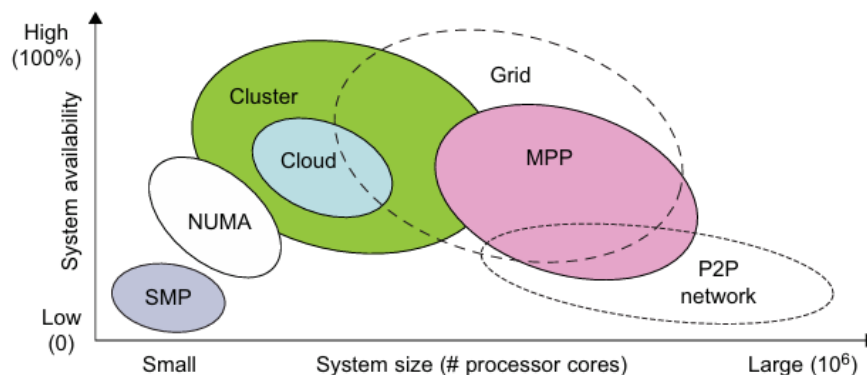 High
(100%)
System availability
Low
(0)
Cluster
Cloud
NUMA
SMP
Grid
MPP
P2P
network
Small
System size (# processor cores)
Large (10⁶)